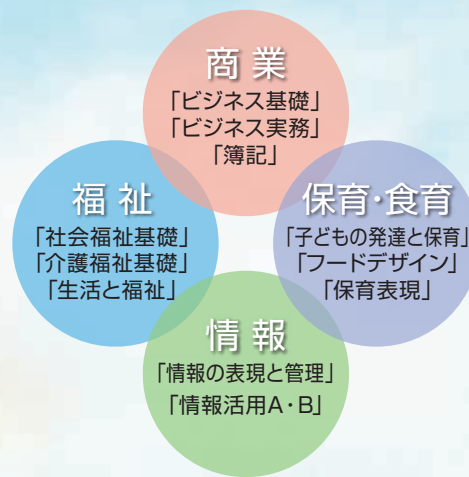 商業
「ビジネス基礎」
「ビジネス実務」
「簿記」
福祉
「社会福祉基礎」
「介護福祉基礎」
「生活と福祉」
保育・食育
「子どもの発達と保育」
「フードデザイン」
「保育表現」
情報
「情報の表現と管理」
「情報活用A・B」